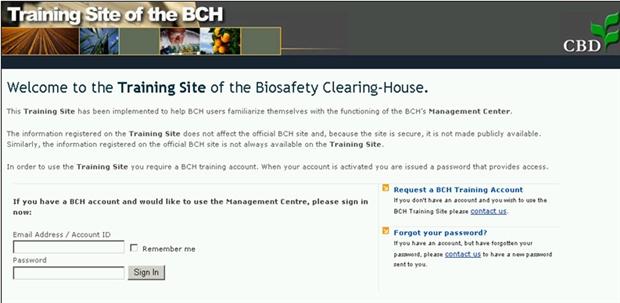 Training Site of the BCH
CBD
Welcome to the Training Site of the Biosafety Clearing-House.
This Training Site has been implemented to help BCH users familiarize themselves with the functioning of the BCH's Management Center.
The information registered on the Training Site does not affect the official BCH site and, because the site is secure, it is not made publicly available.
Similarly, the information registered on the official BCH site is not always available on the Training Site.
In order to use the Training Site you require a BCH training account. When your account is activated you are issued a password that provides access.
If you have a BCH account and would like to use the Management Centre, please sign in
now:
Email Address / Account ID
Remember me
Password
Sign In
Request a BCH Training Account
If you don't have an account and you wish to use the
BCH Training Site please contact us.
Forgot your password?
If you have an account, but have forgotten your
password, please contact us to have a new password
sent to you.